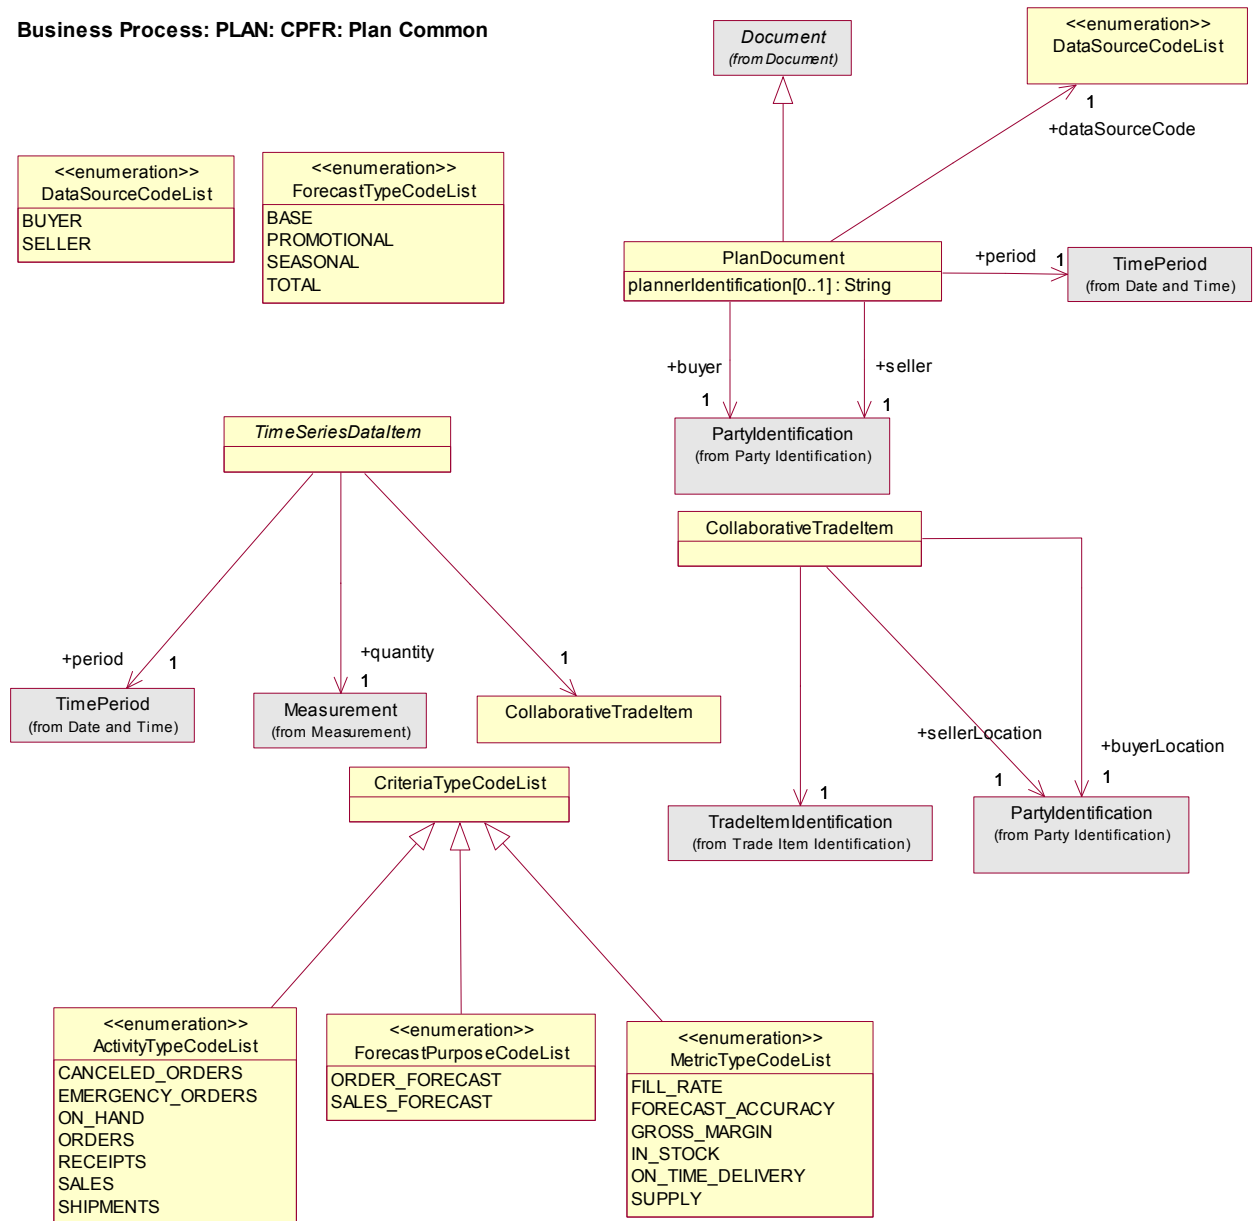 Business Process: PLAN: CPFR: Plan Common
Document
(from Document)
<<enumeration>>
DataSourceCodeList
1
+dataSourceCode
<<enumeration>>
DataSourceCodeList
BUYER
SELLER
<<enumeration>>
ForecastTypeCodeList
BASE
PROMOTIONAL
SEASONAL
TOTAL
PlanDocument
plannerIdentification[0..1] : String
+period
1
TimePeriod
(from Date and Time)
+buyer
1
+seller
1
PartyIdentification
(from Party Identification)
TimeSeriesDataItem
+period
1
+quantity
1
1
TimePeriod
(from Date and Time)
Measurement
(from Measurement)
CollaborativeTradeItem
CollaborativeTradeItem
+sellerLocation
+buyerLocation
1
1
1
TradeItemIdentification
(from Trade Item Identification)
PartyIdentification
(from Party Identification)
CriteriaTypeCodeList
<<enumeration>>
ActivityTypeCodeList
CANCELED_ORDERS
EMERGENCY_ORDERS
ON_HAND
ORDERS
RECEIPTS
SALES
SHIPMENTS
<<enumeration>>
ForecastPurposeCodeList
ORDER_FORECAST
SALES_FORECAST
<<enumeration>>
MetricTypeCodeList
FILL_RATE
FORECAST_ACCURACY
GROSS_MARGIN
IN_STOCK
ON_TIME_DELIVERY
SUPPLY